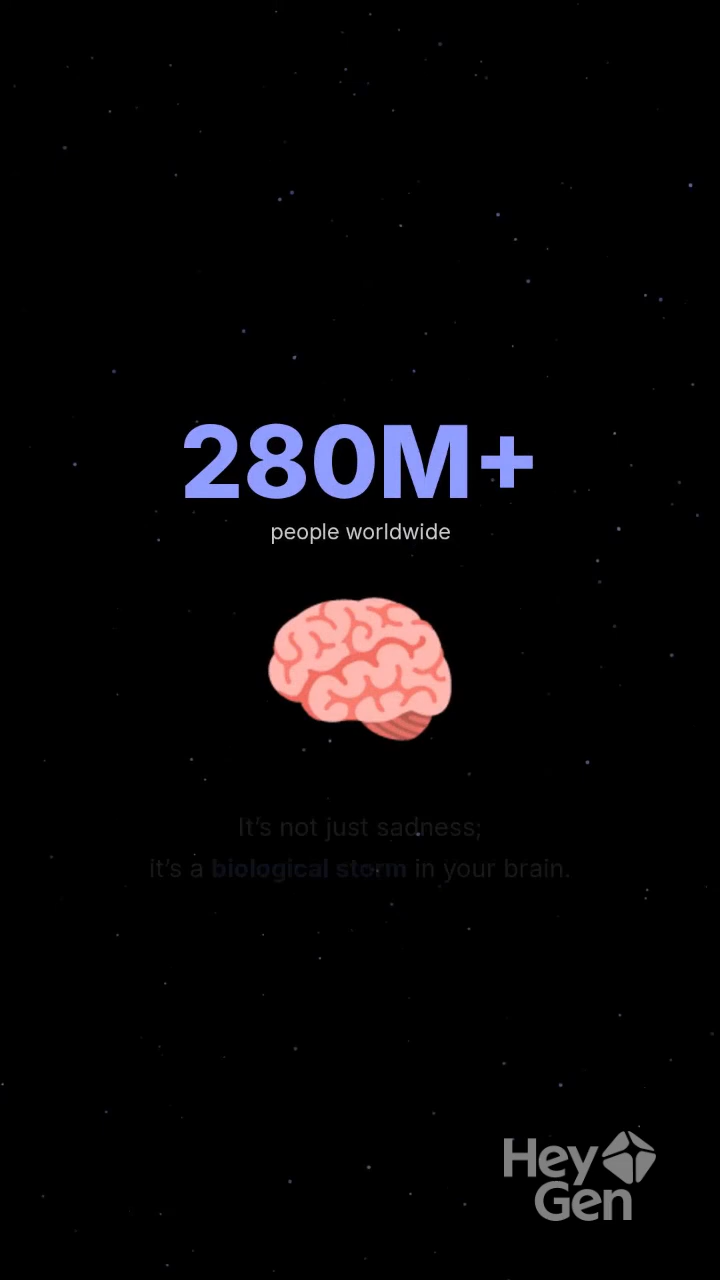 280M+
people worldwide
It’s not just sadness;
it’s a biological storm in your brain.
Hey
Gen